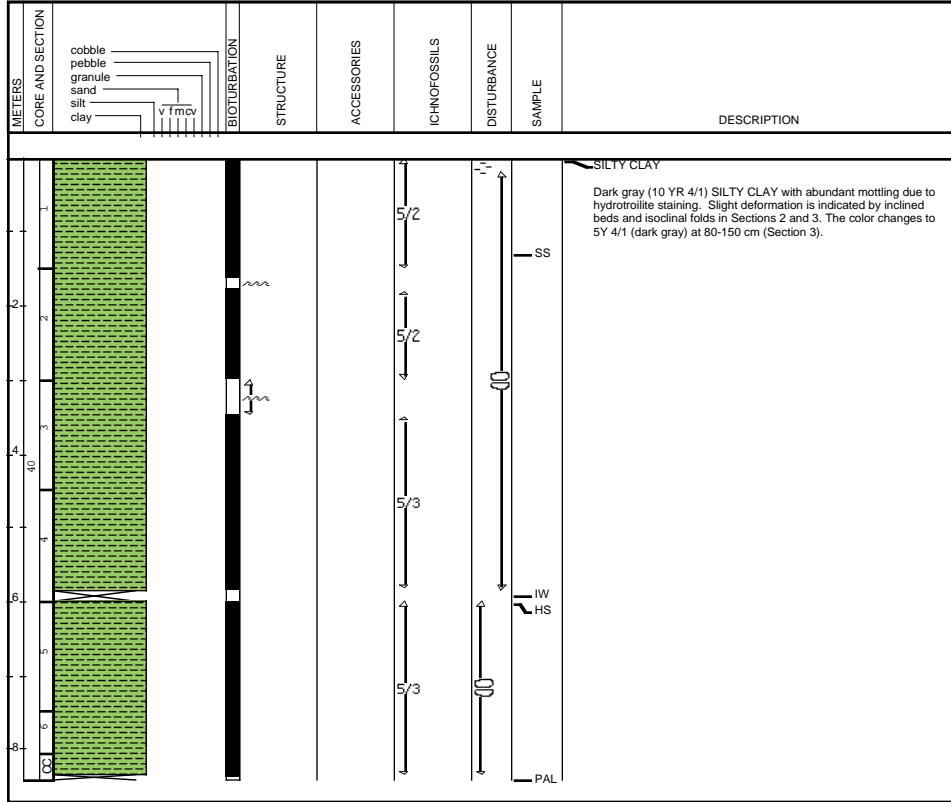 METERS
CORE AND SECTION
cobble
pebble
granule
sand
silt
clay
v f m c v
BIOTURBATION
STRUCTURE
ACCESSORIES
ICHNOFOSSILS
DISTURBANCE
SAMPLE
DESCRIPTION
SILTY CLAY
Dark gray (10 YR 4/1) SILTY CLAY with abundant mottling due to
hydrotroilite staining. Slight deformation is indicated by inclined
beds and isoclinal folds in Sections 2 and 3. The color changes to
5Y 4/1 (dark gray) at 80-150 cm (Section 3).
1
5/2
SS
2
2
5/2
3
4
40
5/3
4
6
IW
HS
5
5/3
6
8
CC
PAL